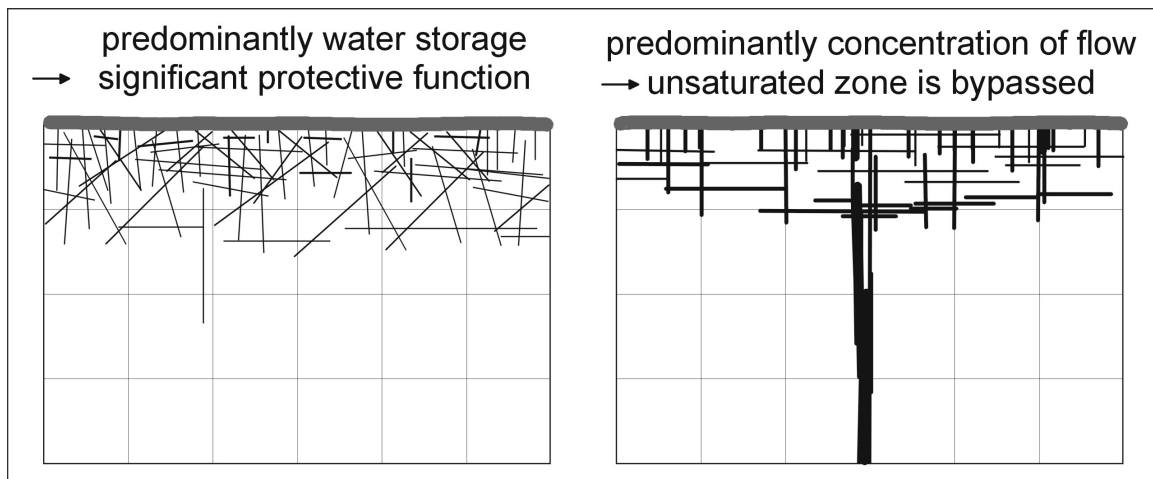 predominantly water storage
→ significant protective function
predominantly concentration of flow
→ unsaturated zone is bypassed